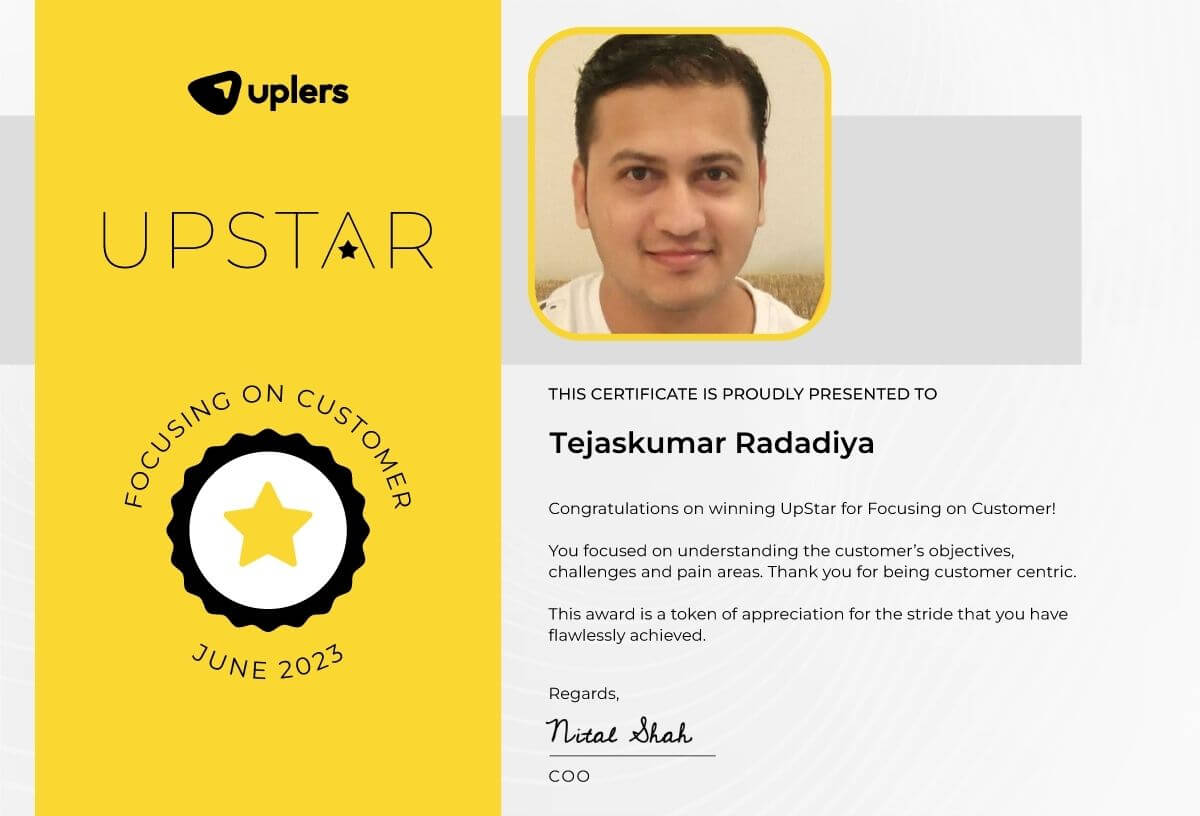 uplers
UPSTAR
FOCUSING ON CUSTOMER
JUNE 2023
THIS CERTIFICATE IS PROUDLY PRESENTED TO
Tejaskumar Radadiya
Congratulations on winning UpStar for Focusing on Customer!
You focused on understanding the customer’s objectives,
challenges and pain areas. Thank you for being customer centric.
This award is a token of appreciation for the stride that you have
flawlessly achieved.
Regards,
Nital Shah
COO